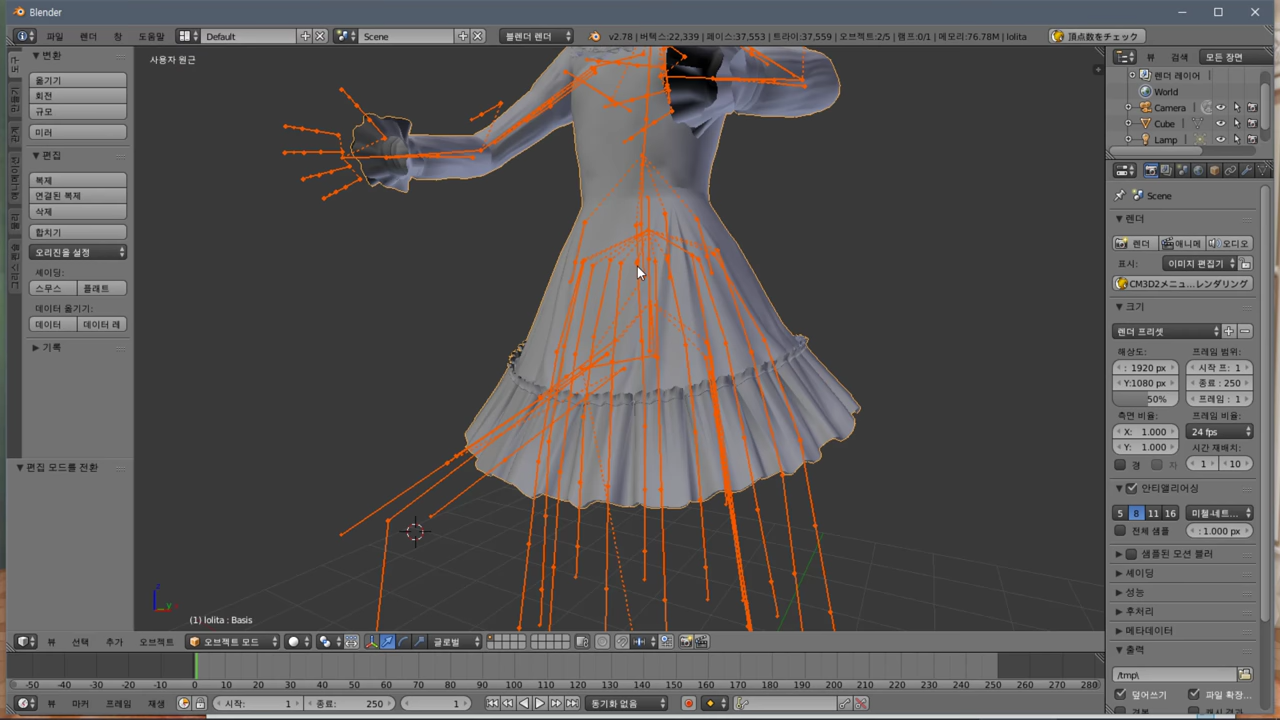 Blender
파일 렌더 창 도움말 Default Scene 블렌더 렌더 v2.78 | 버텍스:22,339 | 페이스:37,553 | 트라이:37,559 | 오브젝트:2/5 | 램프:0/1 | 메모리:76.78M | lolita 頂点数をチェック
사용자 원근
변환
옮기기
회전
규모
미러
편집
복제
연결된 복제
삭제
합치기
오리진을 설정
셰이딩:
스무스 플래트
데이터 옮기기:
데이터 데이터 레
기록
편집 모드를 전환
(1) lolita : Basis
z
y
뷰 검색 모든 장면
렌더 레이어
World
Camera
Cube
Lamp
Scene
렌더
렌더 애니메 오디오
표시: 이미지 편집기
CM3D2メニュ...レンダリング
크기
렌더 프리셋
해상도: 프레임 범위:
: 1920 px 시작 프: 1
Y:1080 px 종료 : 250
50% 프레임 : 1
측면 비율: 프레임 비율:
X: 1.000 24 fps
Y: 1.000 시간 재배치:
경 자 1 10
안티앨리어싱
5 8 11 16 미첼-네트...
전체 샘플 : 1.000 px
샘플된 모션 블러
셰이딩
성능
후처리
메타데이터
출력
/tmp\
덮어쓰기 파일 확장...
뷰 선택 추가 오브젝트 오브젝트 모드 글로벌
-50 -40 -30 -20 -10 10 20 30 40 50 60 70 80 90 100 110 120 130 140 150 160 170 180 190 200 210 220 230 240 250 260 270 280
뷰 마커 프레임 재생 시작: 1 종료: 250 1 동기화 없음